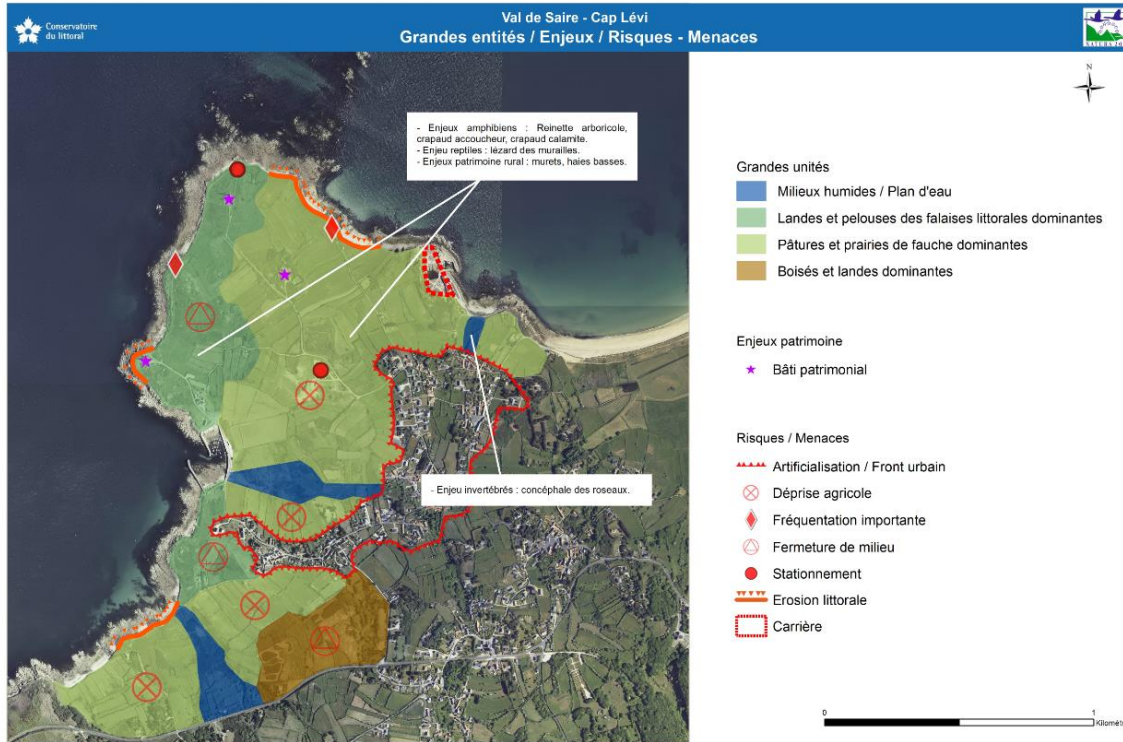 Conservatoire
du littoral
Val de Saire - Cap Lévi
Grandes entités / Enjeux / Risques - Menaces
NATURA 2000
N
- Enjeux amphibiens : Reinette arboricole,
crapaud accoucheur, crapaud calamite.
- Enjeu reptiles : lézard des murailles.
- Enjeux patrimoine rural : murets, haies basses.
- Enjeu invertébrés : concéphale des roseaux.
Grandes unités
Milieux humides / Plan d'eau
Landes et pelouses des falaises littorales dominantes
Pâtures et prairies de fauche dominantes
Boisés et landes dominantes
Enjeux patrimoine
Bâti patrimonial
Risques / Menaces
Artificialisation / Front urbain
Déprise agricole
Fréquentation importante
Fermeture de milieu
Stationnement
Erosion littorale
Carrière
0 1
Kilomètr